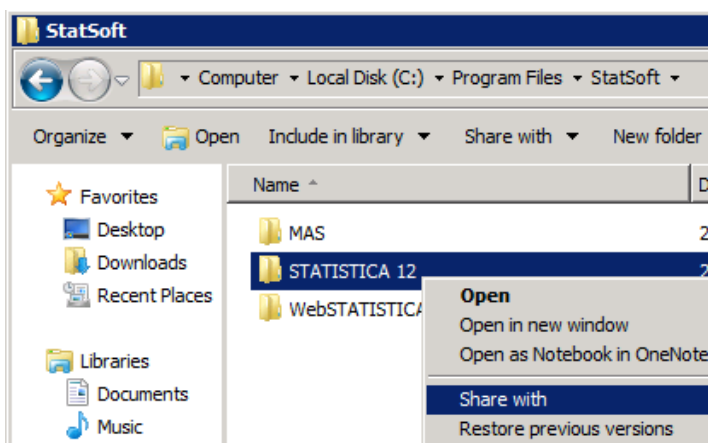 StatSoft
Computer Local Disk (C:) Program Files StatSoft
Organize Open Include in library Share with New folder
Favorites
Desktop
Downloads
Recent Places
Libraries
Documents
Music
Name D
MAS 2
STATISTICA 12 2
WebSTATISTICA
Open
Open in new window
Open as Notebook in OneNote
Share with
Restore previous versions